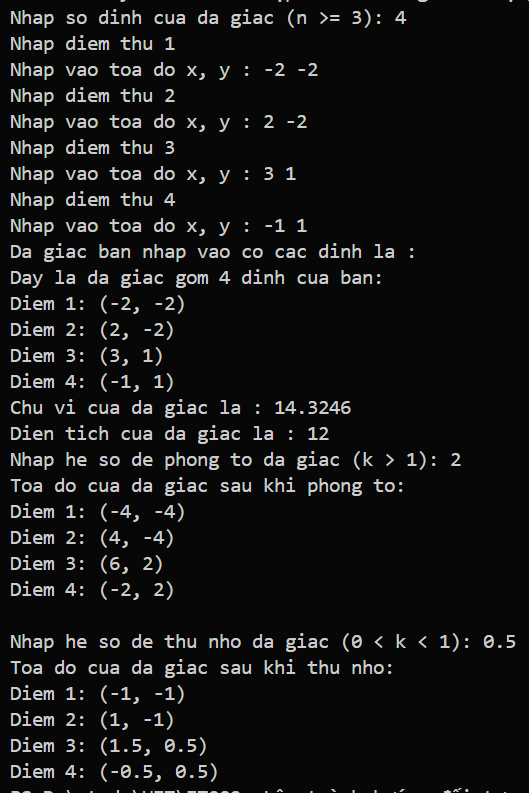 Nhap so dinh cua da giac (n >= 3): 4
Nhap diem thu 1
Nhap vao toa do x, y : -2 -2
Nhap diem thu 2
Nhap vao toa do x, y : 2 -2
Nhap diem thu 3
Nhap vao toa do x, y : 3 1
Nhap diem thu 4
Nhap vao toa do x, y : -1 1
Da giac ban nhap vao co cac dinh la :
Day la da giac gom 4 dinh cua ban:
Diem 1: (-2, -2)
Diem 2: (2, -2)
Diem 3: (3, 1)
Diem 4: (-1, 1)
Chu vi cua da giac la : 14.3246
Dien tich cua da giac la : 12
Nhap he so de phong to da giac (k > 1): 2
Toa do cua da giac sau khi phong to:
Diem 1: (-4, -4)
Diem 2: (4, -4)
Diem 3: (6, 2)
Diem 4: (-2, 2)
Nhap he so de thu nho da giac (0 < k < 1): 0.5
Toa do cua da giac sau khi thu nho:
Diem 1: (-1, -1)
Diem 2: (1, -1)
Diem 3: (1.5, 0.5)
Diem 4: (-0.5, 0.5)